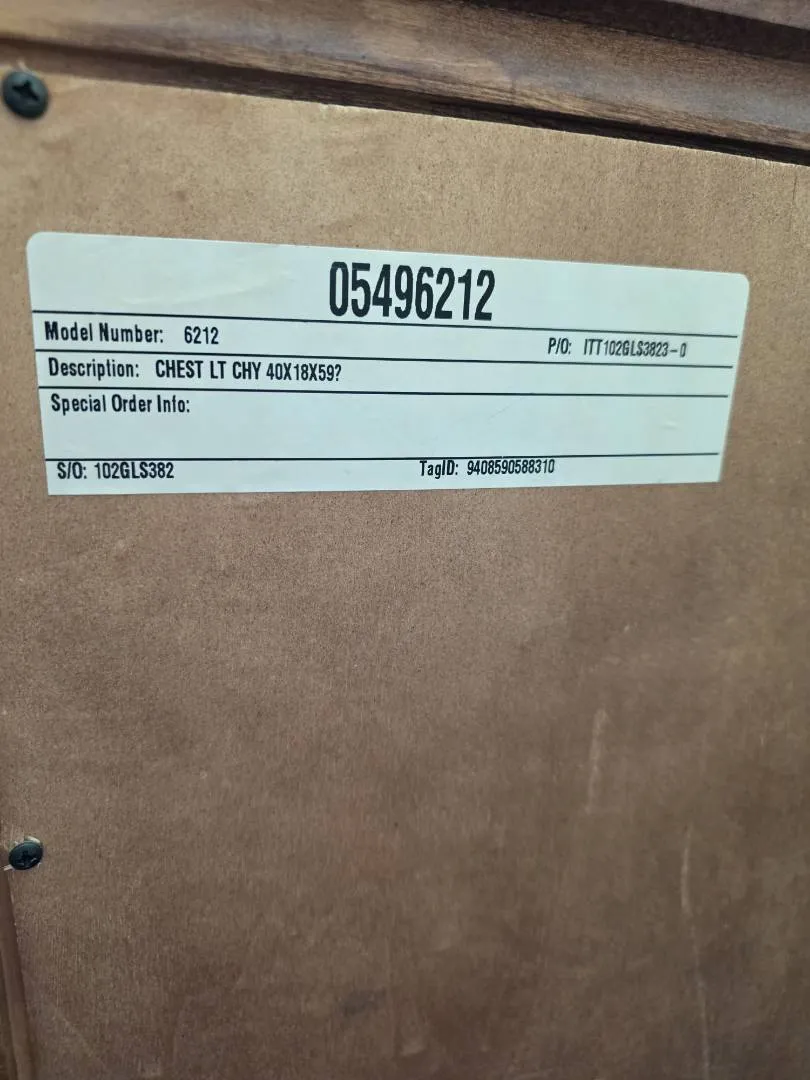 05496212
Model Number: 6212
P/O: ITT102GLS3823-0
Description: CHEST LT CHY 40X18X59?
Special Order Info:
S/O: 102GLS382 TagID: 9408590588310